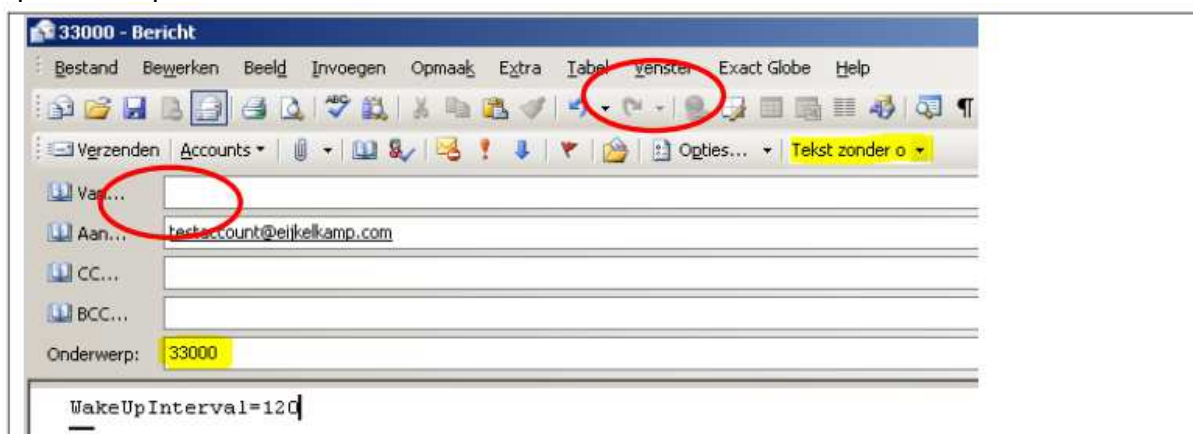 33000 - Bericht
Bestand Bewerken Beeld Invoegen Opmaak Extra Tabel Venster Exact Globe Help
Verzenden Accounts Opties... Tekst zonder o
Van...
Aan... testaccount@eijkelkamp.com
CC...
BCC...
Onderwerp: 33000
WakeUpInterval=120